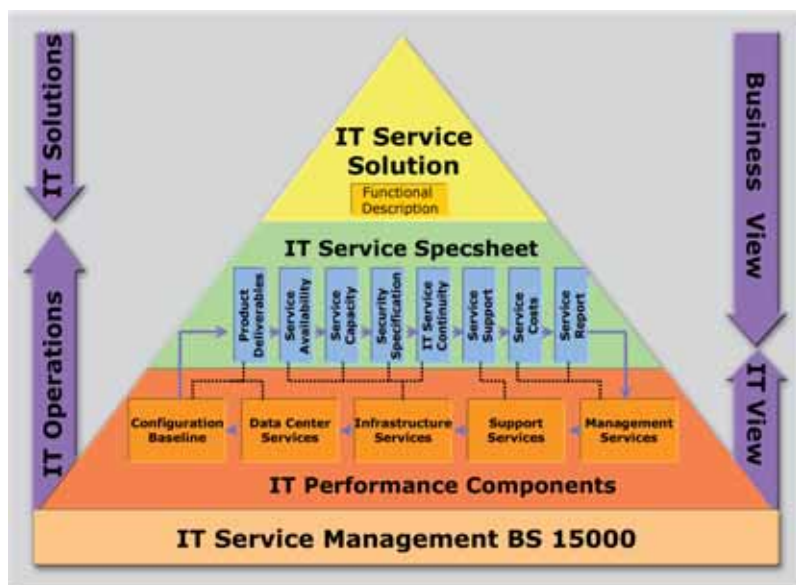 IT Solutions
IT Operations
Business View
IT View
IT Service
Solution
Functional
Description
IT Service Specsheet
Product
Deliverables
Service
Availability
Service
Capacity
Security
Specification
IT Service
Continuity
Service
Support
Service
Costs
Service
Report
Configuration
Baseline
Data Center
Services
Infrastructure
Services
Support
Services
Management
Services
IT Performance Components
IT Service Management BS 15000